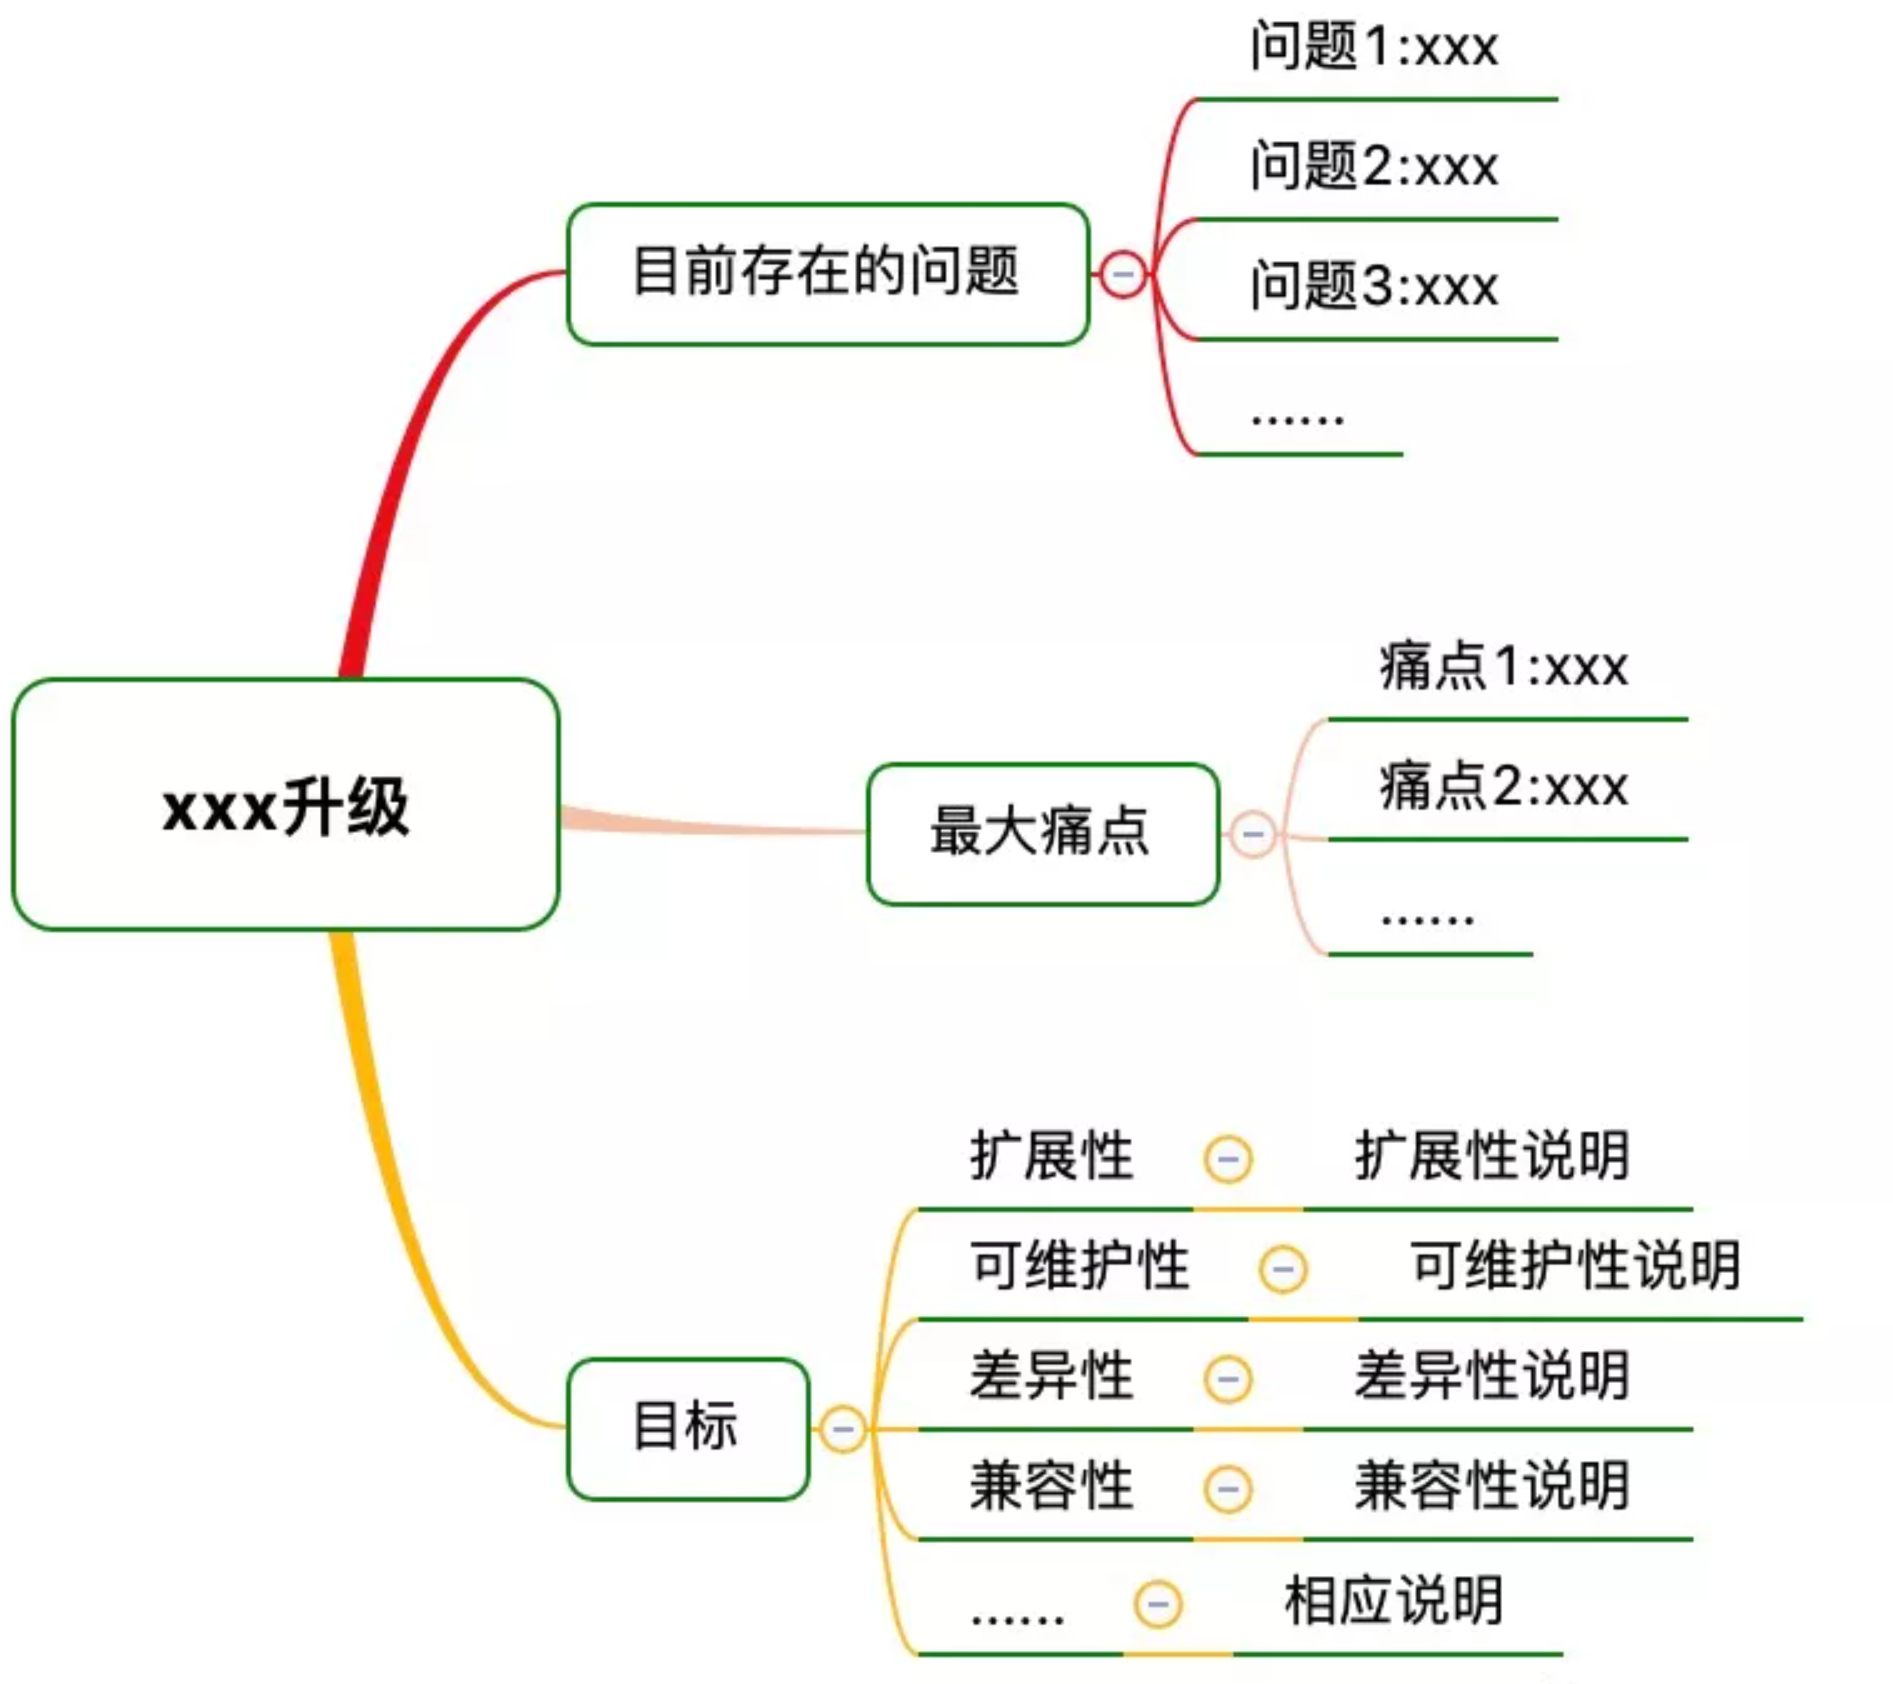 问题1:xxx
问题2:xxx
目前存在的问题
问题3:xxx
......
痛点1:xxx
痛点2:xxx
xxx升级
最大痛点
......
扩展性 扩展性说明
可维护性 可维护性说明
差异性 差异性说明
目标
兼容性 兼容性说明
...... 相应说明